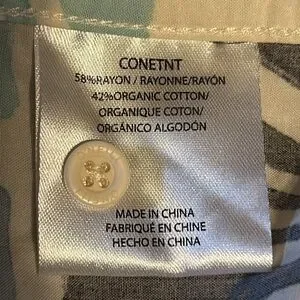 CONETNT
58%RAYON / RAYONNE/RAYÓN
42%ORGANIC COTTON/
ORGANIQUE COTON/
ORGÁNICO ALGODÓN
MADE IN CHINA
FABRIQUÉ EN CHINE
HECHO EN CHINA